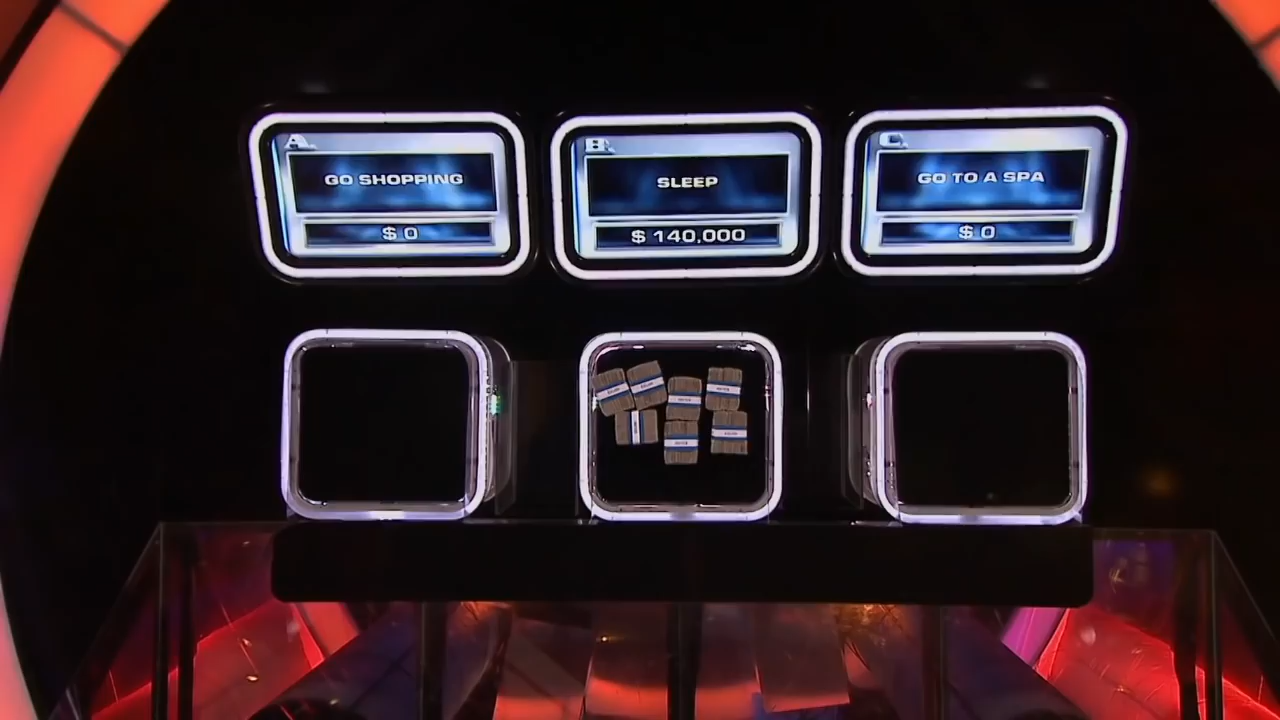 A.
GO SHOPPING
$ 0
B.
SLEEP
$ 140,000
C.
GO TO A SPA
$ 0